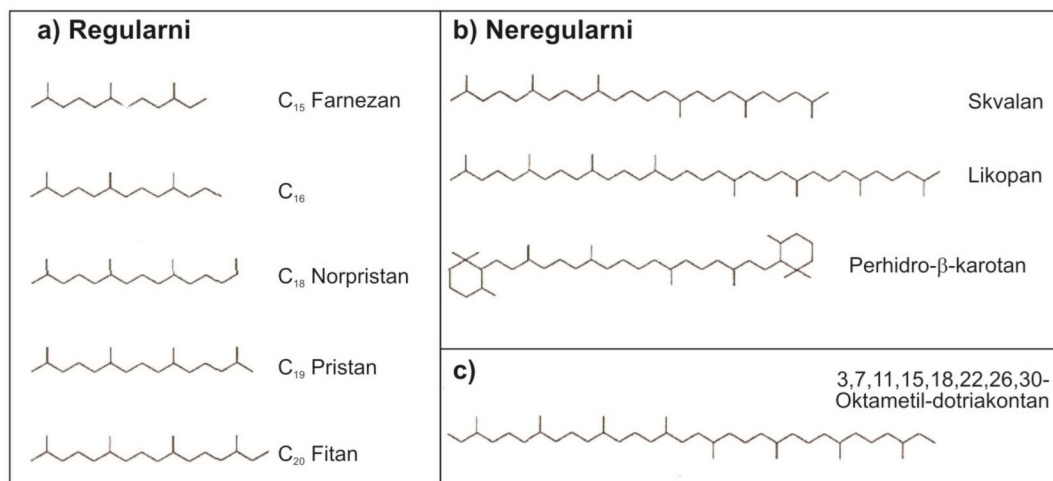 a) Regularni
C₁₅ Farnezan
C₁₆
C₁₈ Norpristan
C₁₉ Pristan
C₂₀ Fitan
b) Neregularni
Skvalan
Likopan
Perhidro-β-karotan
c)
3,7,11,15,18,22,26,30-
Oktametil-dotriakontan